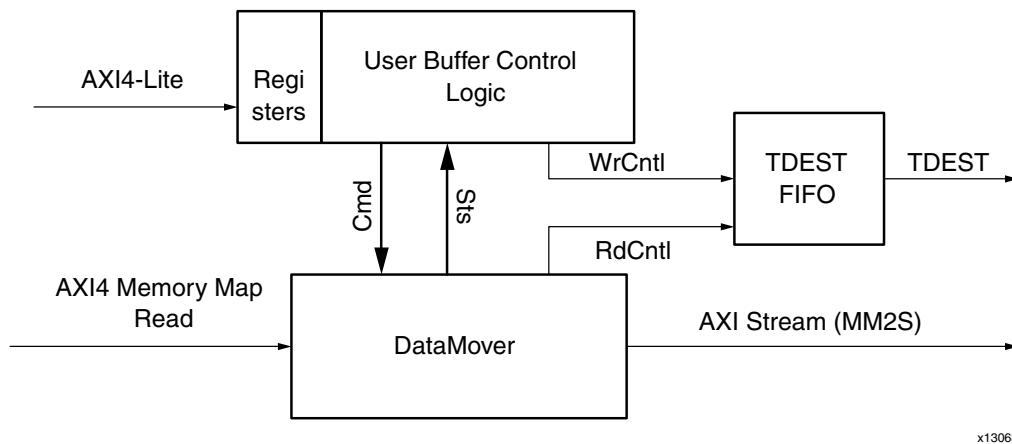 AXI4-Lite
Regi
sters
User Buffer Control
Logic
WrCntl
TDEST
FIFO
TDEST
Cmd
Sts
RdCntl
AXI4 Memory Map
Read
DataMover
AXI Stream (MM2S)
x1306